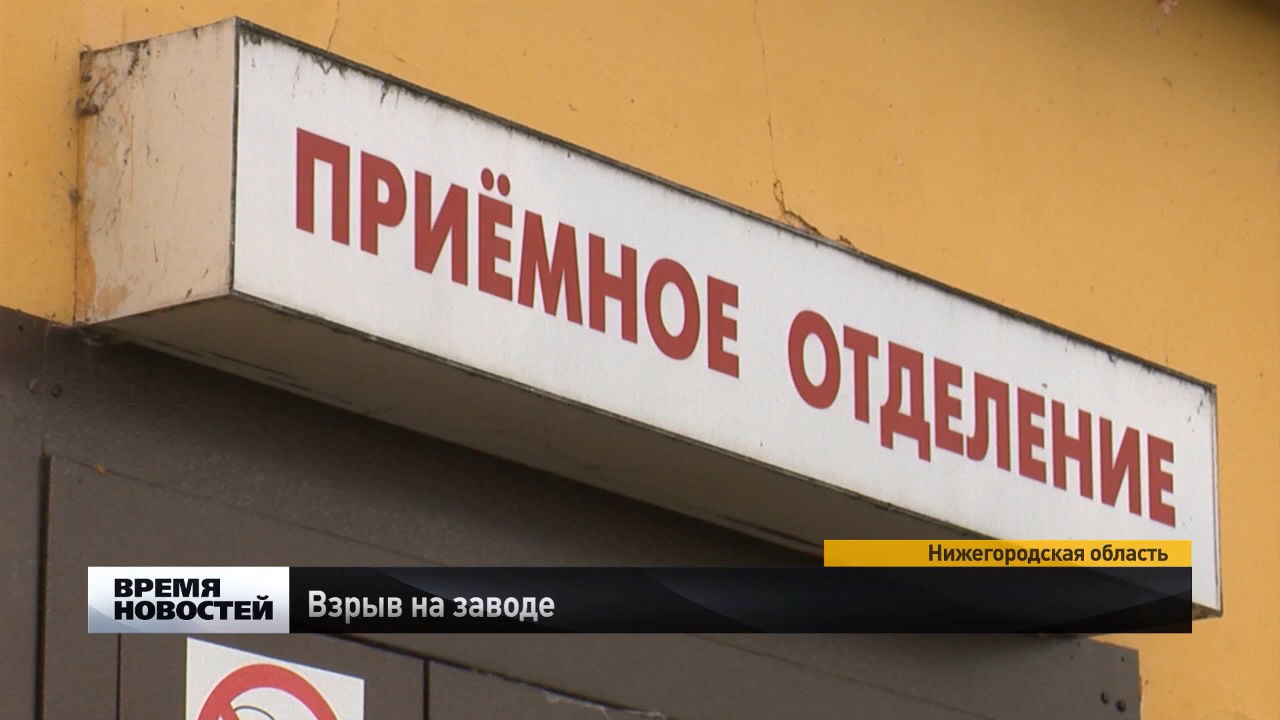 ПРИЁМНОЕ ОТДЕЛЕНИЕ
Нижегородская область
ВРЕМЯ
НОВОСТЕЙ
Взрыв на заводе